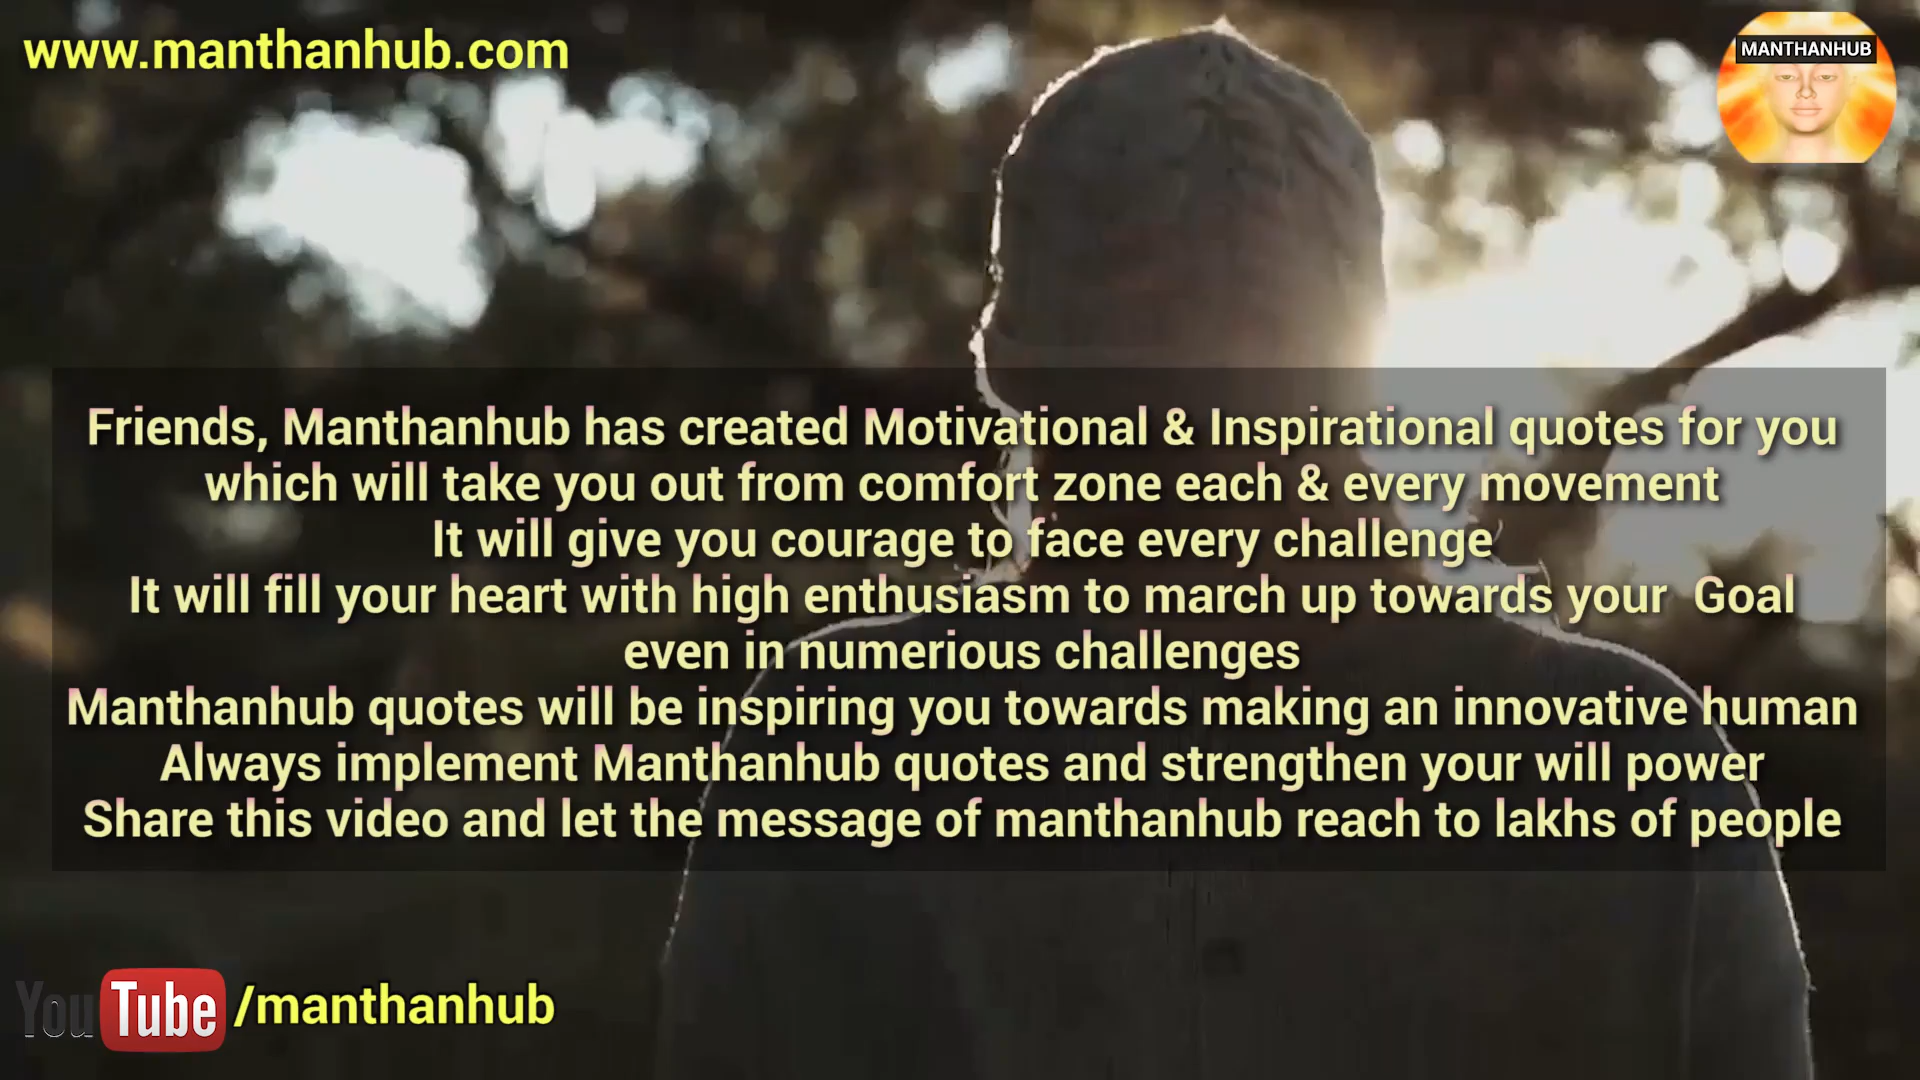 www.manthanhub.com
MANTHANHUB
Friends, Manthanhub has created Motivational & Inspirational quotes for you
which will take you out from comfort zone each & every movement
It will give you courage to face every challenge
It will fill your heart with high enthusiasm to march up towards your  Goal
even in numerious challenges
Manthanhub quotes will be inspiring you towards making an innovative human
Always implement Manthanhub quotes and strengthen your will power
Share this video and let the message of manthanhub reach to lakhs of people
YouTube /manthanhub